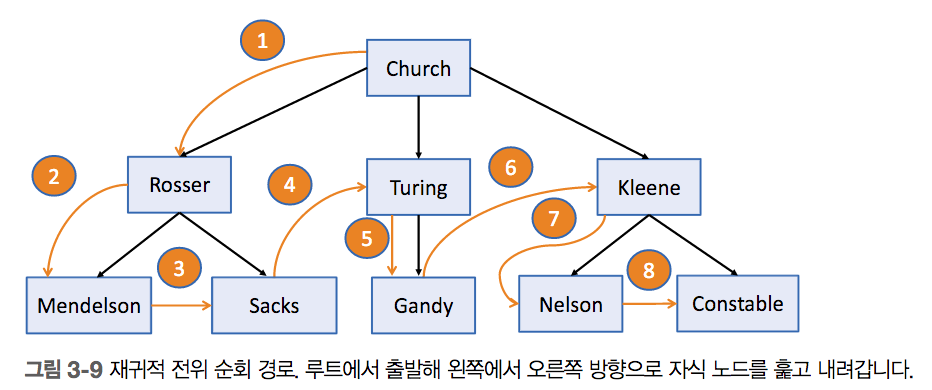 1
Church
2
Rosser
4
Turing
6
Kleene
3
5
7
8
Mendelson
Sacks
Gandy
Nelson
Constable
그림 3-9 재귀적 전위 순회 경로. 루트에서 출발해 왼쪽에서 오른쪽 방향으로 자식 노드를 훑고 내려갑니다.